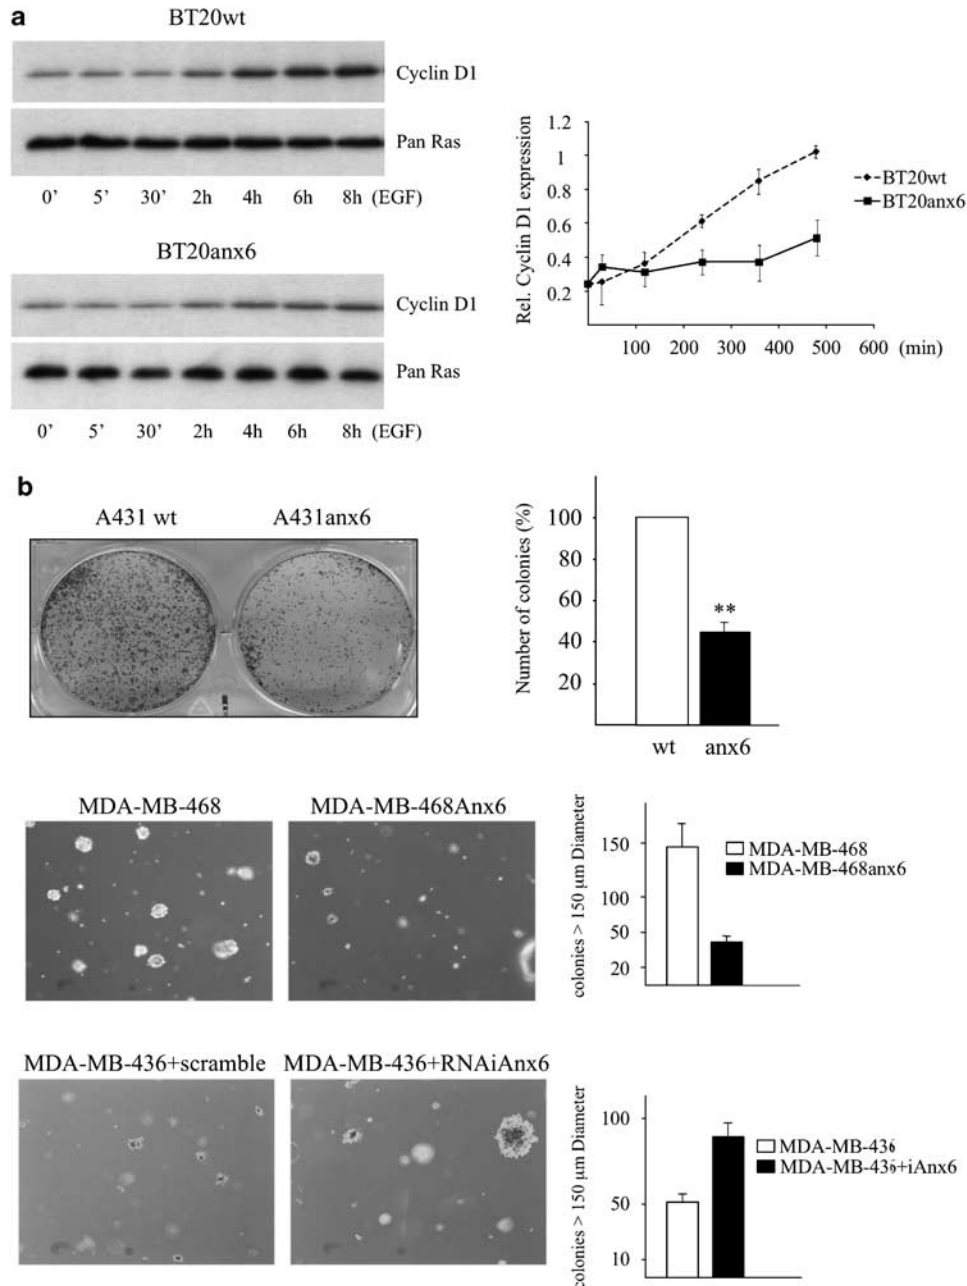 a
BT20wt
Cyclin D1
Pan Ras
0’ 5’ 30’ 2h 4h 6h 8h (EGF)
BT20anx6
Cyclin D1
Pan Ras
0’ 5’ 30’ 2h 4h 6h 8h (EGF)
Rel. Cyclin D1 expression
1.2
1
0.8
0.6
0.4
0.2
100 200 300 400 500 600 (min)
BT20wt
BT20anx6
b
A431 wt A431anx6
Number of colonies (%)
100
80
60
40
20
**
wt anx6
MDA-MB-468 MDA-MB-468Anx6
colonies > 150 µm Diameter
150
100
50
20
MDA-MB-468
MDA-MB-468anx6
MDA-MB-436+scramble MDA-MB-436+RNAiAnx6
colonies > 150 µm Diameter
100
50
10
MDA-MB-436
MDA-MB-436+iAnx6